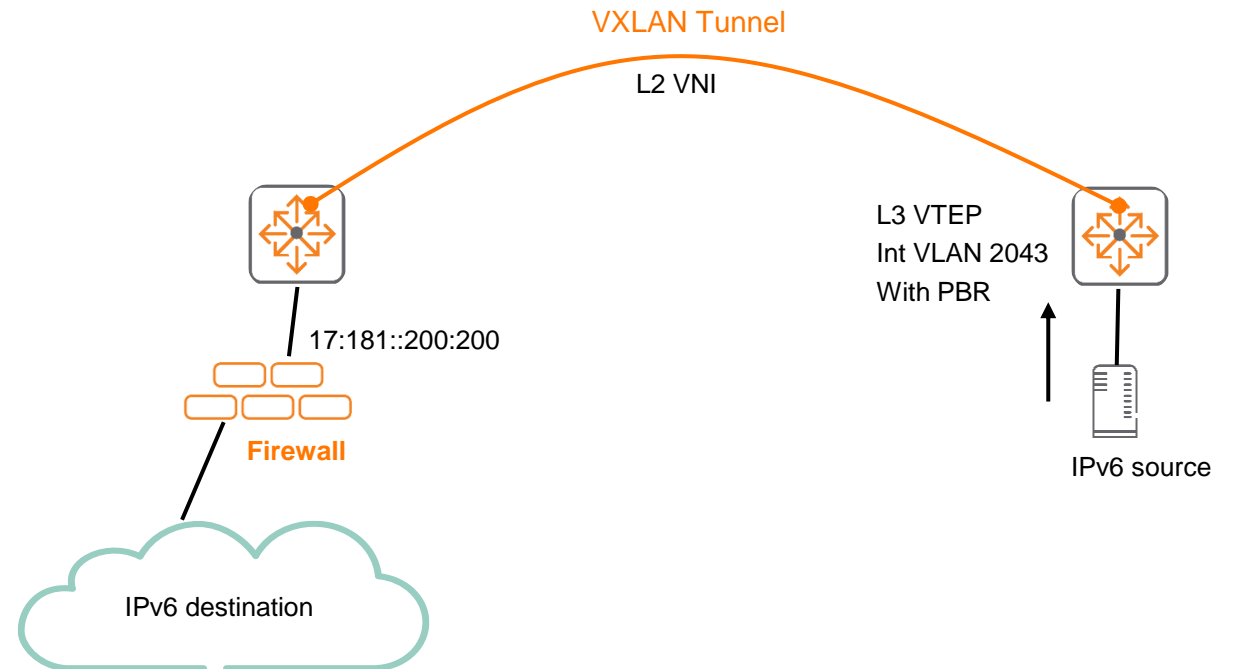 VXLAN Tunnel
L2 VNI
L3 VTEP
Int VLAN 2043
With PBR
17:181::200:200
Firewall
IPv6 source
IPv6 destination